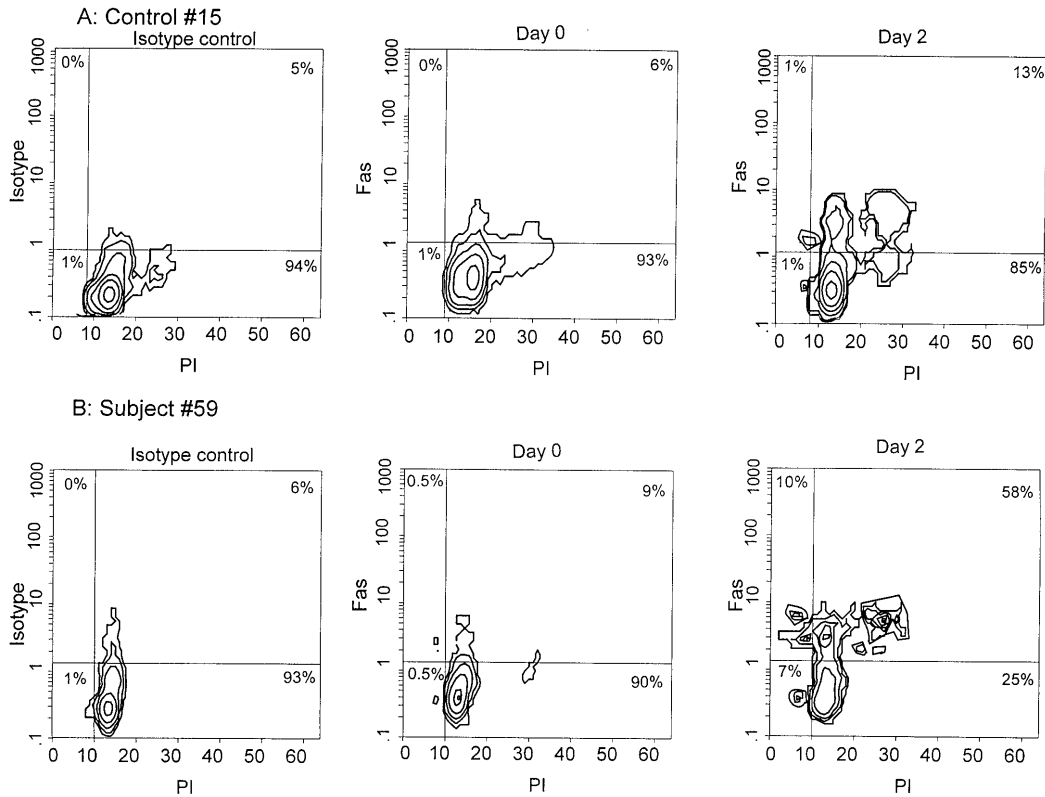 A: Control #15
Isotype control
Day 0
Day 2
0%
5%
1%
94%
Isotype
1000
100
10
1
.1
0 10 20 30 40 50 60
PI
0%
6%
1%
93%
Fas
1000
100
10
1
.1
0 10 20 30 40 50 60
PI
1%
13%
1%
85%
Fas
1000
100
10
1
.1
0 10 20 30 40 50 60
PI
B: Subject #59
Isotype control
Day 0
Day 2
0%
6%
1%
93%
Isotype
1000
100
10
1
.1
0 10 20 30 40 50 60
PI
0.5%
9%
0.5%
90%
Fas
1000
100
10
1
.1
0 10 20 30 40 50 60
PI
10%
58%
7%
25%
Fas
1000
100
10
1
.1
0 10 20 30 40 50 60
PI